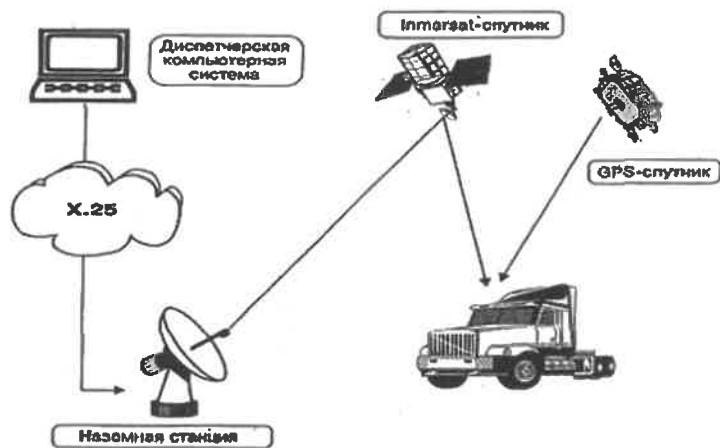 Inmarsat-спутник
Диспетчерская
компьютерная
система
GPS-спутник
X.25
Наземная станция